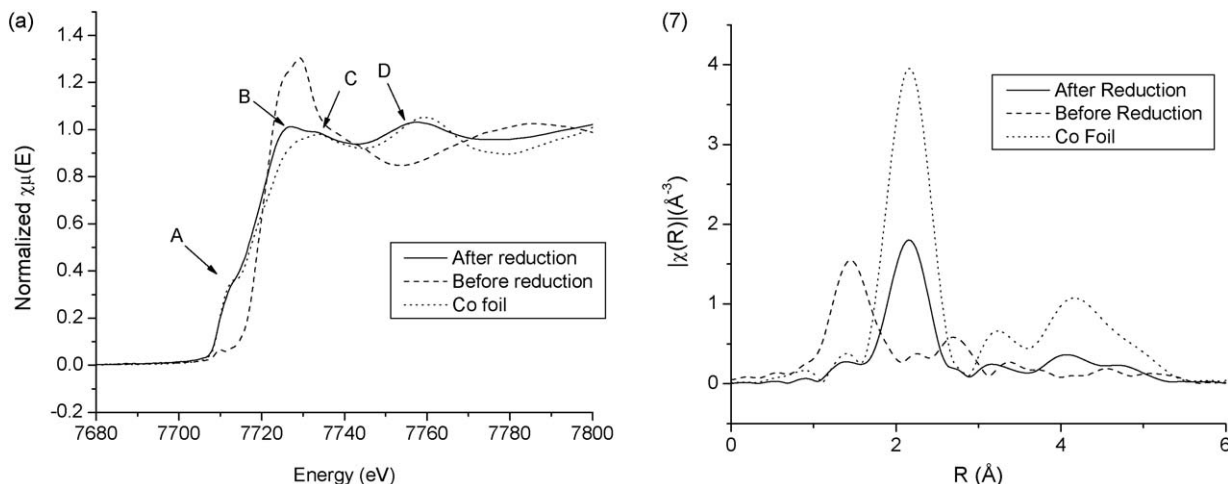 (a)
1.4
1.2
1.0
0.8
0.6
0.4
0.2
0.0
-0.2
Normalized χμ(E)
A
B
C
D
After reduction
Before reduction
Co foil
7680
7700
7720
7740
7760
7780
7800
Energy (eV)
(7)
4
3
2
1
0
|χ(R)|(Å-3)
After Reduction
Before Reduction
Co Foil
0
2
4
6
R (Å)